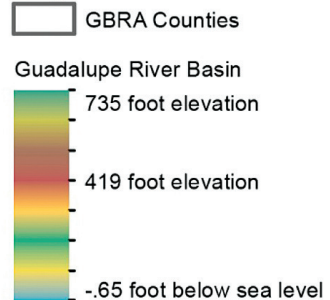 GBRA Counties
Guadalupe River Basin
735 foot elevation
419 foot elevation
-.65 foot below sea level